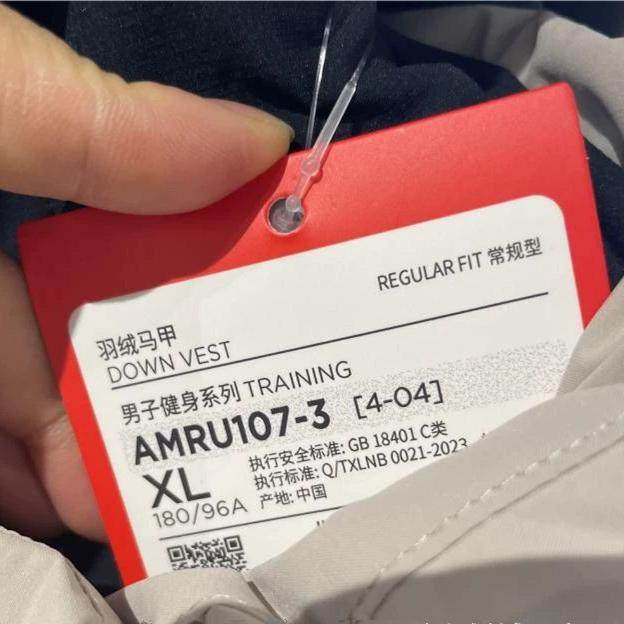 REGULAR FIT 常规型
羽绒马甲
DOWN VEST
男子健身系列 TRAINING
AMRU107-3 [4-04]
XL
180/96A
执行安全标准: GB 18401 C类
执行标准: Q/TXLNB 0021-2023
产地: 中国